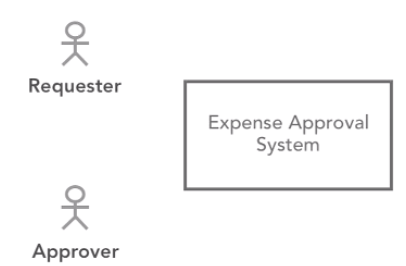 Requester
Expense Approval
System
Approver